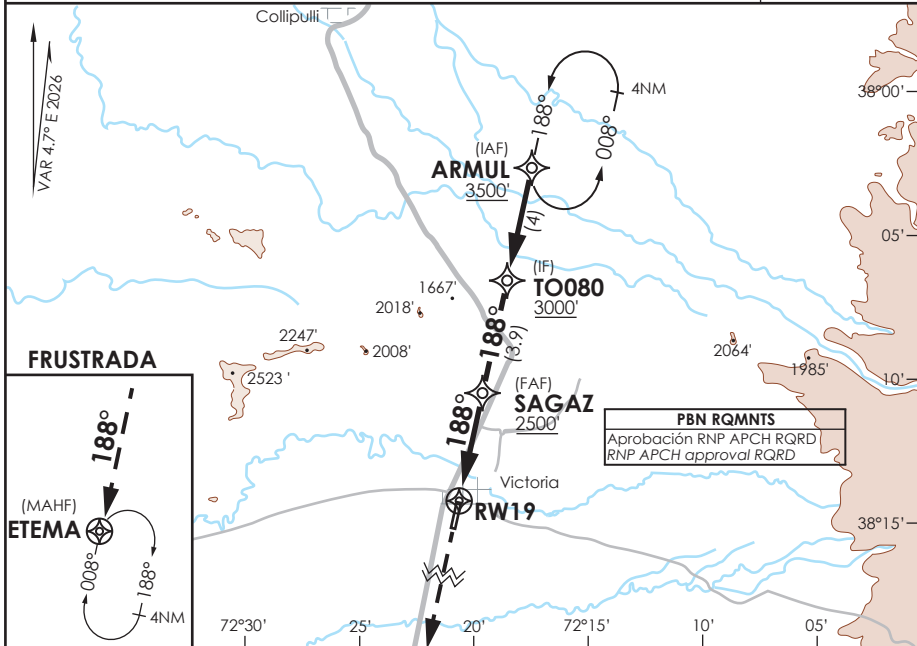 Collipulli
VAR 4.7° E 2026
4NM
38°00'
188°
008°
(IAF)
ARMUL
3500'
(4)
05'
(IF)
TO080
3000'
1667'
2018'
188°
(3.9)
2247'
2008'
2064'
1985'
2523 '
10'
FRUSTRADA
(FAF)
SAGAZ
2500'
188°
PBN RQMNTS
Aprobación RNP APCH RQRD
RNP APCH approval RQRD
188°
Victoria
RW19
(MAHF)
ETEMA
38°15'
008°
188°
4NM
72°30'
25'
20'
72°15'
10'
05'